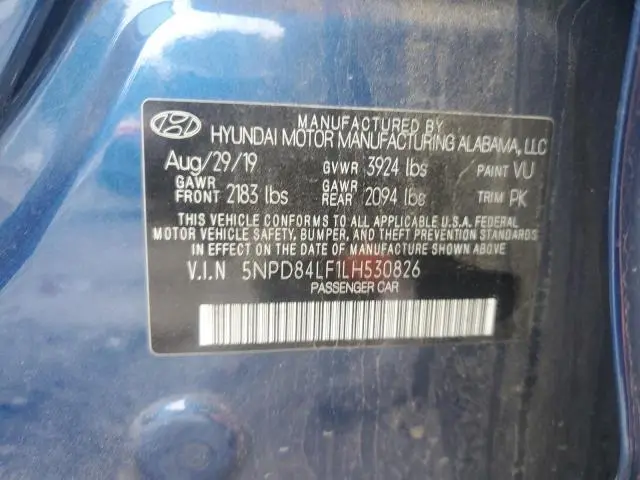 MANUFACTURED BY
HYUNDAI MOTOR MANUFACTURING ALABAMA, LLC
Aug/29/19 GVWR 3924 lbs PAINT VU
GAWR FRONT 2183 lbs GAWR REAR 2094 lbs TRIM PK
THIS VEHICLE CONFORMS TO ALL APPLICABLE U.S.A. FEDERAL
MOTOR VEHICLE SAFETY, BUMPER, AND THEFT PREVENTION STANDARDS
IN EFFECT ON THE DATE OF MANUFACTURE SHOWN ABOVE
V.I.N 5NPD84LF1LH530826
PASSENGER CAR